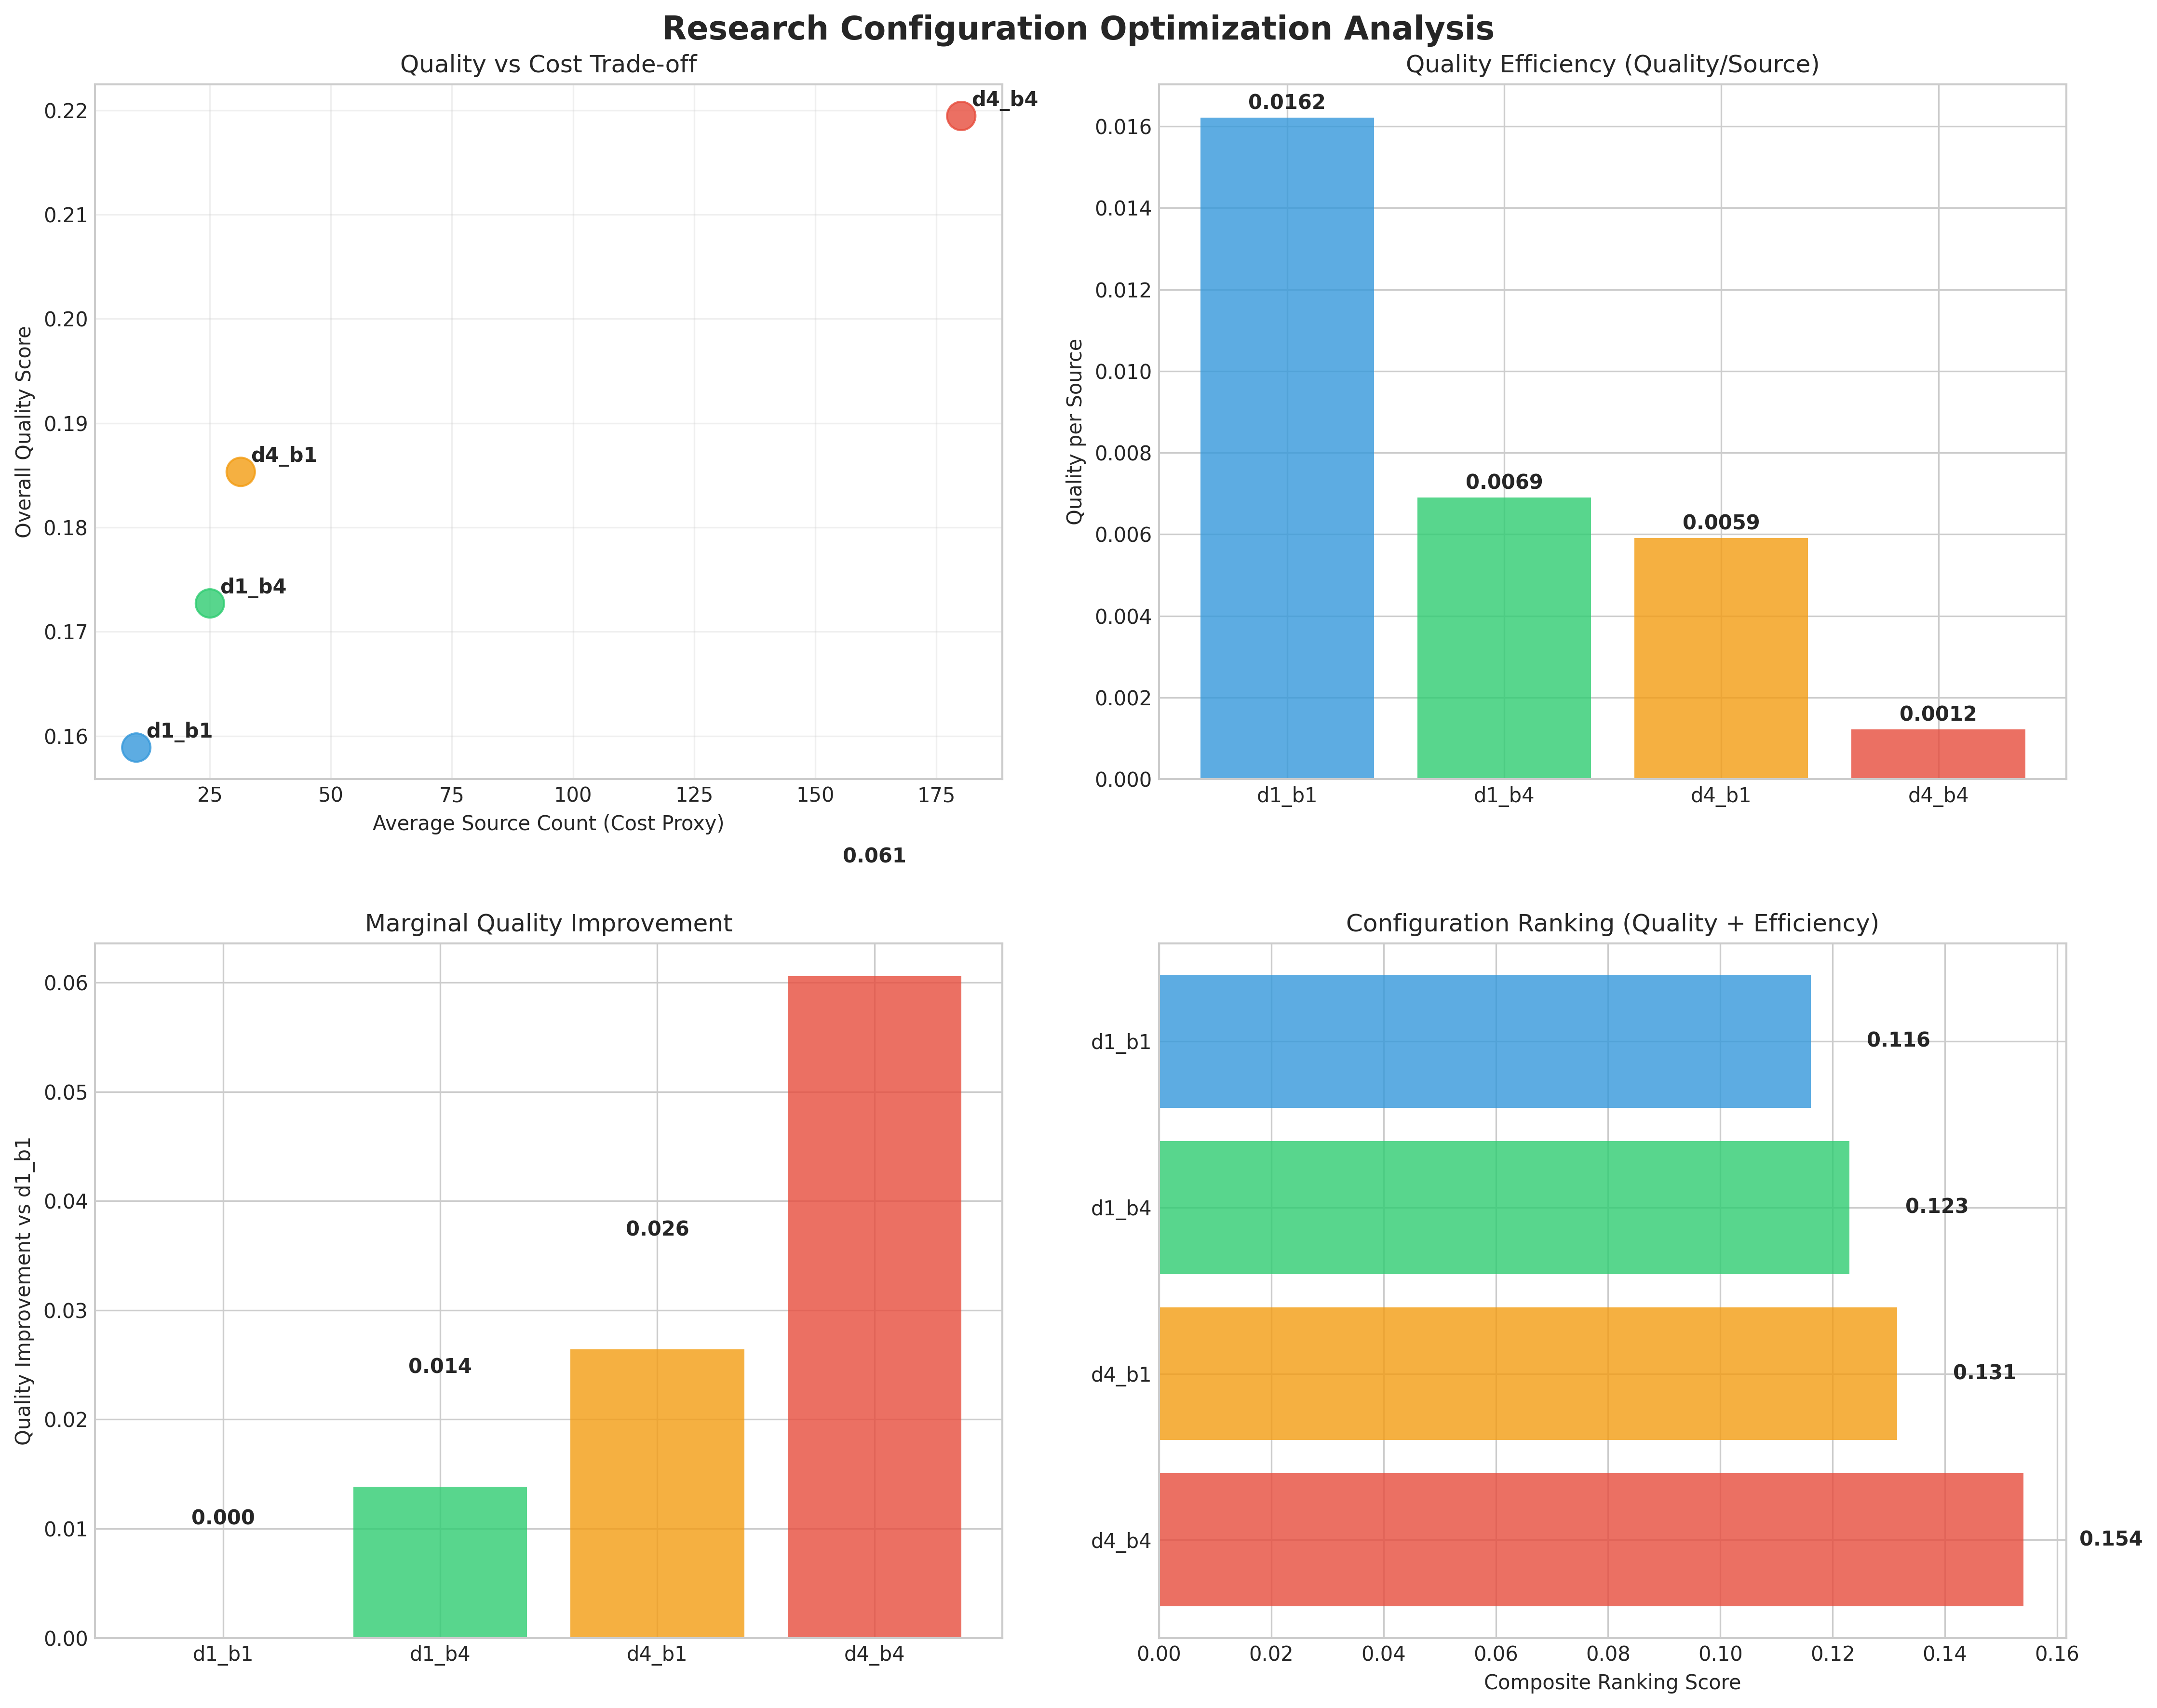 Research Configuration Optimization Analysis
Quality vs Cost Trade-off
Overall Quality Score
0.22
0.21
0.20
0.19
0.18
0.17
0.16
d4_b4
d4_b1
d1_b4
d1_b1
25 50 75 100 125 150 175
Average Source Count (Cost Proxy)
Quality Efficiency (Quality/Source)
Quality per Source
0.016
0.014
0.012
0.010
0.008
0.006
0.004
0.002
0.000
0.0162
0.0069
0.0059
0.0012
d1_b1 d1_b4 d4_b1 d4_b4
0.061
Marginal Quality Improvement
Quality Improvement vs d1_b1
0.06
0.05
0.04
0.03
0.02
0.01
0.00
0.026
0.014
0.000
d1_b1 d1_b4 d4_b1 d4_b4
Configuration Ranking (Quality + Efficiency)
d1_b1 0.116
d1_b4 0.123
d4_b1 0.131
d4_b4 0.154
0.00 0.02 0.04 0.06 0.08 0.10 0.12 0.14 0.16
Composite Ranking Score